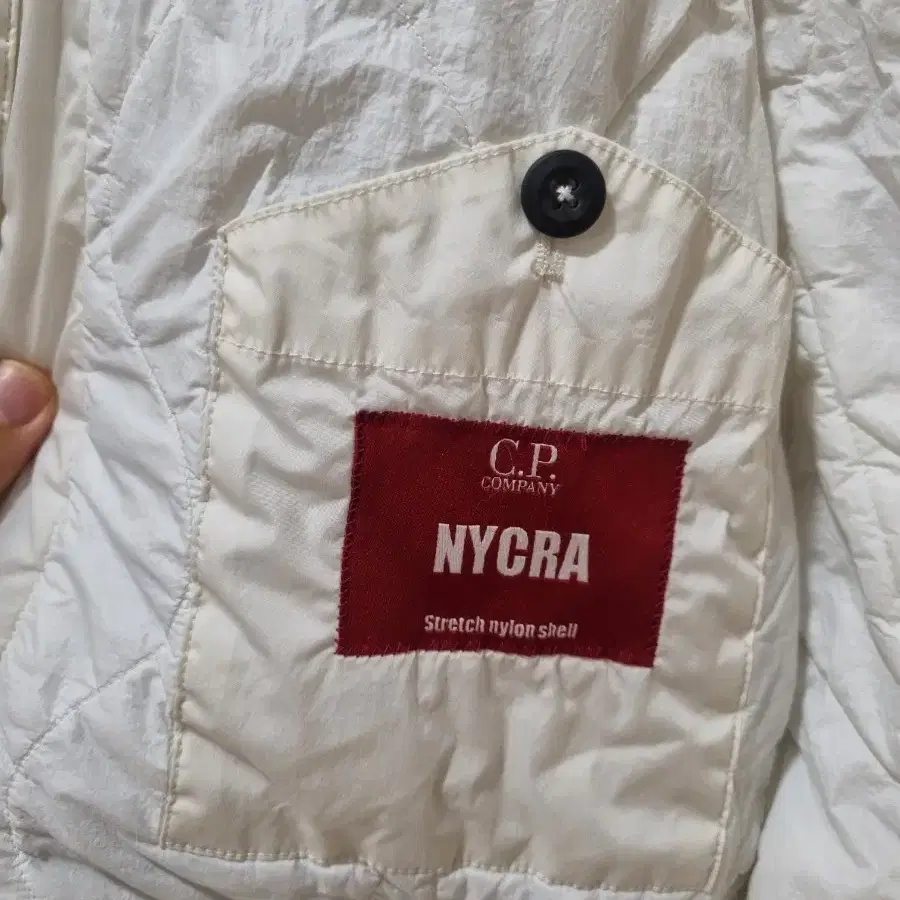 C.P.
COMPANY
NYCRA
Stretch nylon shell